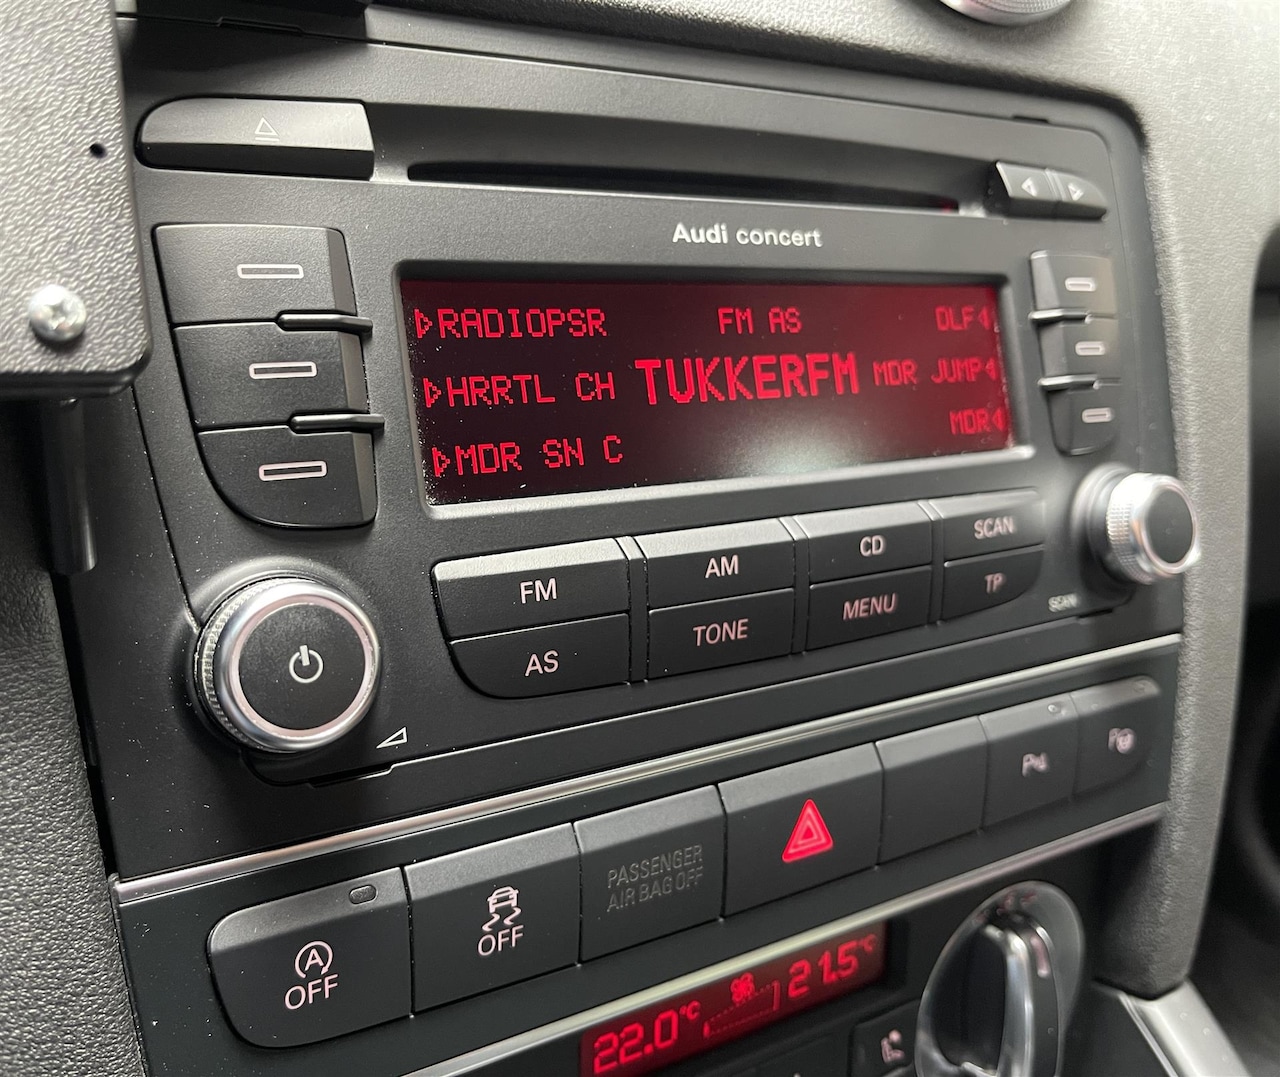 Audi concert
RADIOPSR FM AS DLF
HRRTL CH TUKKERFM MDR JUMP
MDR SN C MDR
FM AM CD SCAN
AS TONE MENU TP
SCAN
OFF
OFF
PASSENGER
AIR BAG OFF
22.0°C 21.5°C